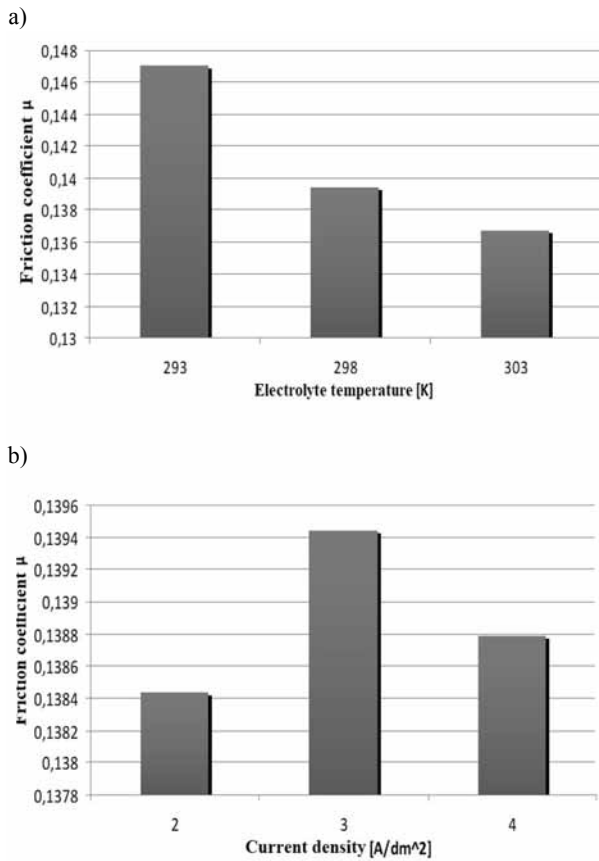 a)
Friction coefficient μ
0,148
0,146
0,144
0,142
0,14
0,138
0,136
0,134
0,132
0,13
293 298 303
Electrolyte temperature [K]
b)
Friction coefficient μ
0,1396
0,1394
0,1392
0,139
0,1388
0,1386
0,1384
0,1382
0,138
0,1378
2 3 4
Current density [A/dm^2]